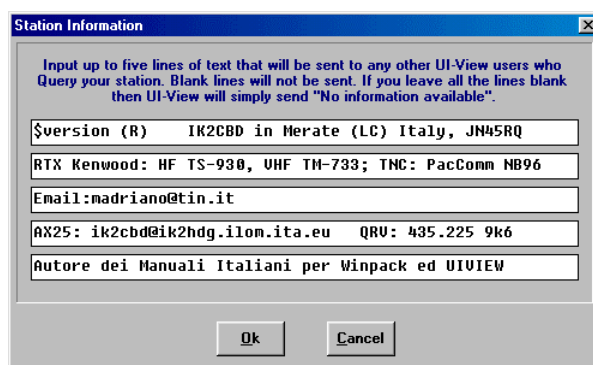 Station Information
Input up to five lines of text that will be sent to any other UI-View users who
Query your station. Blank lines will not be sent. If you leave all the lines blank
then UI-View will simply send "No information available".
$version (R)    IK2CBD in Merate (LC) Italy, JN45RQ
RTX Kenwood: HF TS-930, VHF TM-733; TNC: PacComm NB96
Email:madriano@tin.it
AX25: ik2cbd@ik2hdg.ilom.ita.eu   QRV: 435.225 9k6
Autore dei Manuali Italiani per Winpack ed UIVIEW
Ok
Cancel